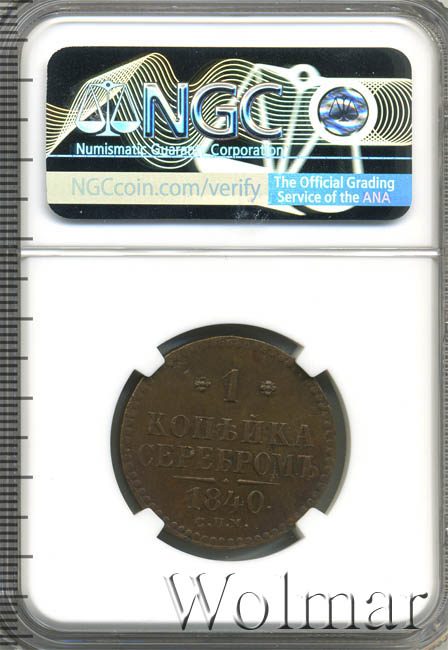 NGC
Numismatic Guaranty Corporation
NGCcoin.com/verify
The Official Grading
Service of the ANA
1
КОПѢЙКА
СЕРЕБРОМЪ
1840.
С.П.М.
Wolmar